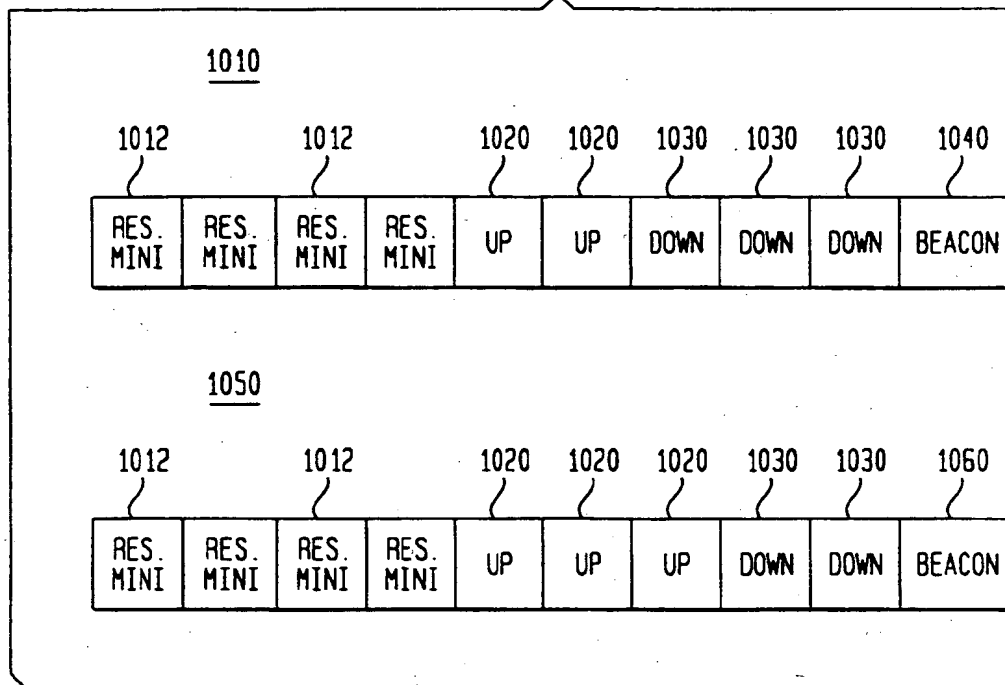 1010
1012 1012 1020 1020 1030 1030 1030 1040
RES. MINI RES. MINI RES. MINI RES. MINI UP UP DOWN DOWN DOWN BEACON
1050
1012 1012 1020 1020 1020 1030 1030 1060
RES. MINI RES. MINI RES. MINI RES. MINI UP UP UP DOWN DOWN BEACON